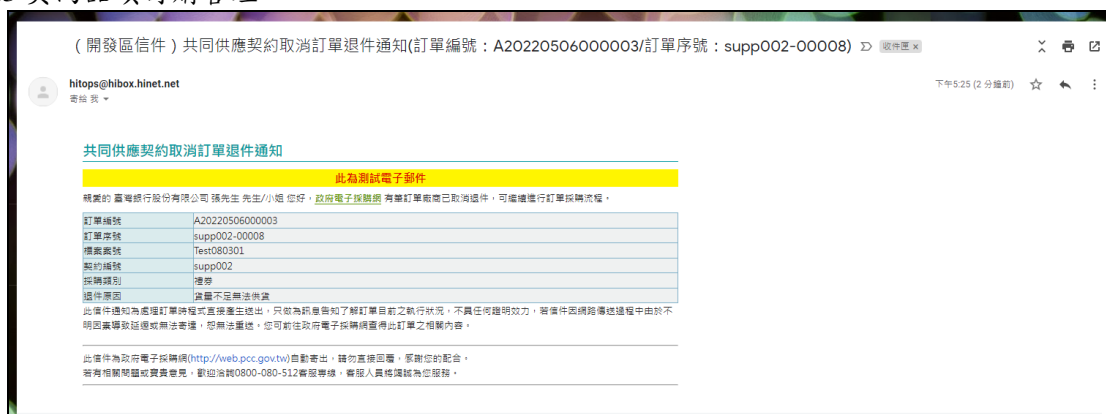 (開發區信件)共同供應契約取消訂單退件通知(訂單編號:A20220506000003/訂單序號:supp002-00008) 收件匣 x
hitops@hibox.hinet.net
下午5:25 (2 分鐘前)
寄給 我
共同供應契約取消訂單退件通知
此為測試電子郵件
親愛的 臺灣銀行股份有限公司 張先生 先生/小姐 您好,政府電子採購網 有筆訂單廠商已取消退件,可繼續進行訂單採購流程。
訂單編號 A20220506000003
訂單序號 supp002-00008
標案案號 Test080301
契約編號 supp002
採購類別 禮券
退件原因 貨量不足無法供貨
此信件通知為處理訂單時程式直接產生送出,只做為訊息告知了解訂單目前之執行狀況,不具任何證明效力,若信件因網路傳送過程中由於不
明因素導致延遲或無法寄達,恕無法重送。您可前往政府電子採購網查得此訂單之相關內容。
此信件為政府電子採購網(http://web.pcc.gov.tw)自動寄出,請勿直接回覆,感謝您的配合。
若有相關問題或寶貴意見,歡迎洽詢0800-080-512客服專線,客服人員將竭誠為您服務。